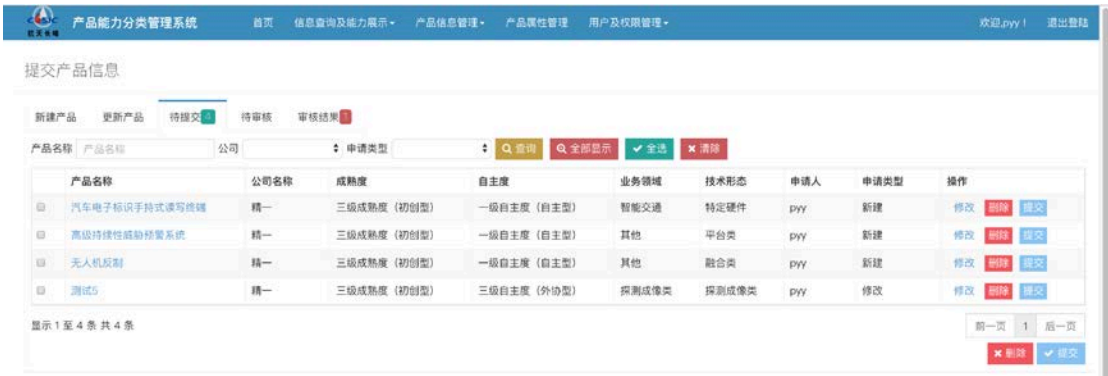 CASIC 产品能力分类管理系统 首页 信息查询及能力展示 产品信息管理 产品属性管理 用户及权限管理 欢迎,pyy！ 退出登陆
航天长峰
提交产品信息
新建产品 更新产品 待提交 4 待审核 审核结果 1
产品名称 产品名称 公司 申请类型 查询 全部显示 全选 清除
产品名称 公司名称 成熟度 自主度 业务领域 技术形态 申请人 申请类型 操作
汽车电子标识手持式读写终端 精一 三级成熟度（初创型） 一级自主度（自主型） 智能交通 特定硬件 pyy 新建 修改 删除 提交
高级持续性威胁预警系统 精一 三级成熟度（初创型） 一级自主度（自主型） 其他 平台类 pyy 新建 修改 删除 提交
无人机反制 精一 三级成熟度（初创型） 一级自主度（自主型） 其他 融合类 pyy 新建 修改 删除 提交
测试5 精一 三级成熟度（初创型） 三级自主度（外协型） 探测成像类 探测成像类 pyy 修改 修改 删除 提交
显示 1 至 4 条 共 4 条 前一页 1 后一页
删除 提交